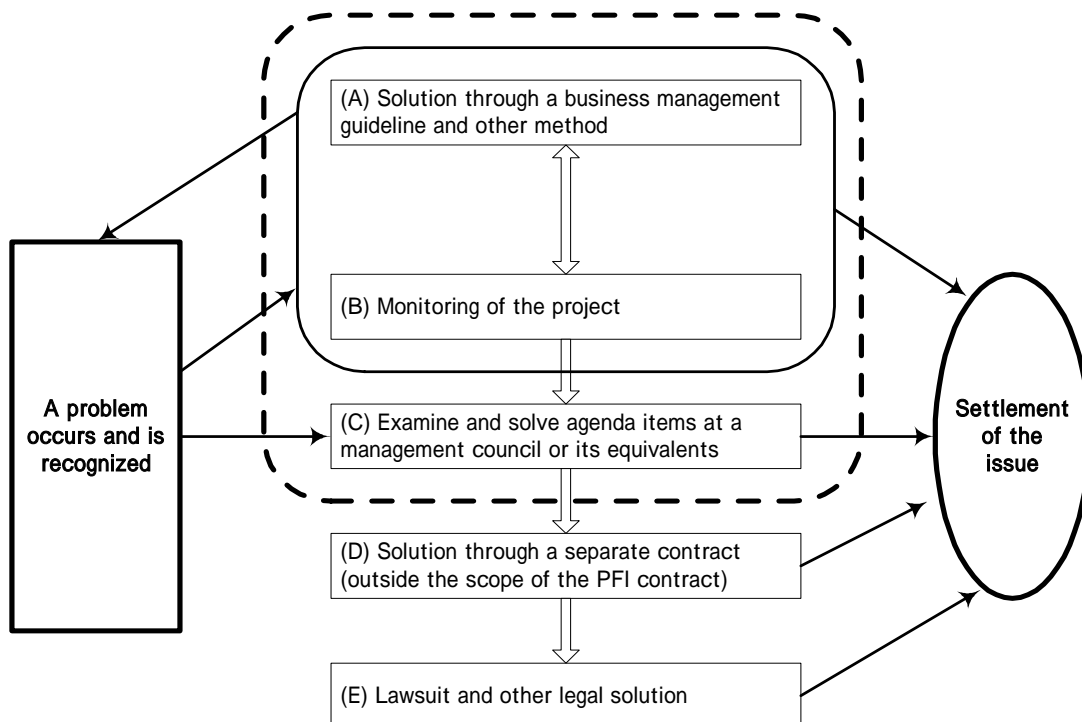 (A) Solution through a business management
guideline and other method
(B) Monitoring of the project
A problem
occurs and is
recognized
(C) Examine and solve agenda items at a
management council or its equivalents
Settlement
of the
issue
(D) Solution through a separate contract
(outside the scope of the PFI contract)
(E) Lawsuit and other legal solution